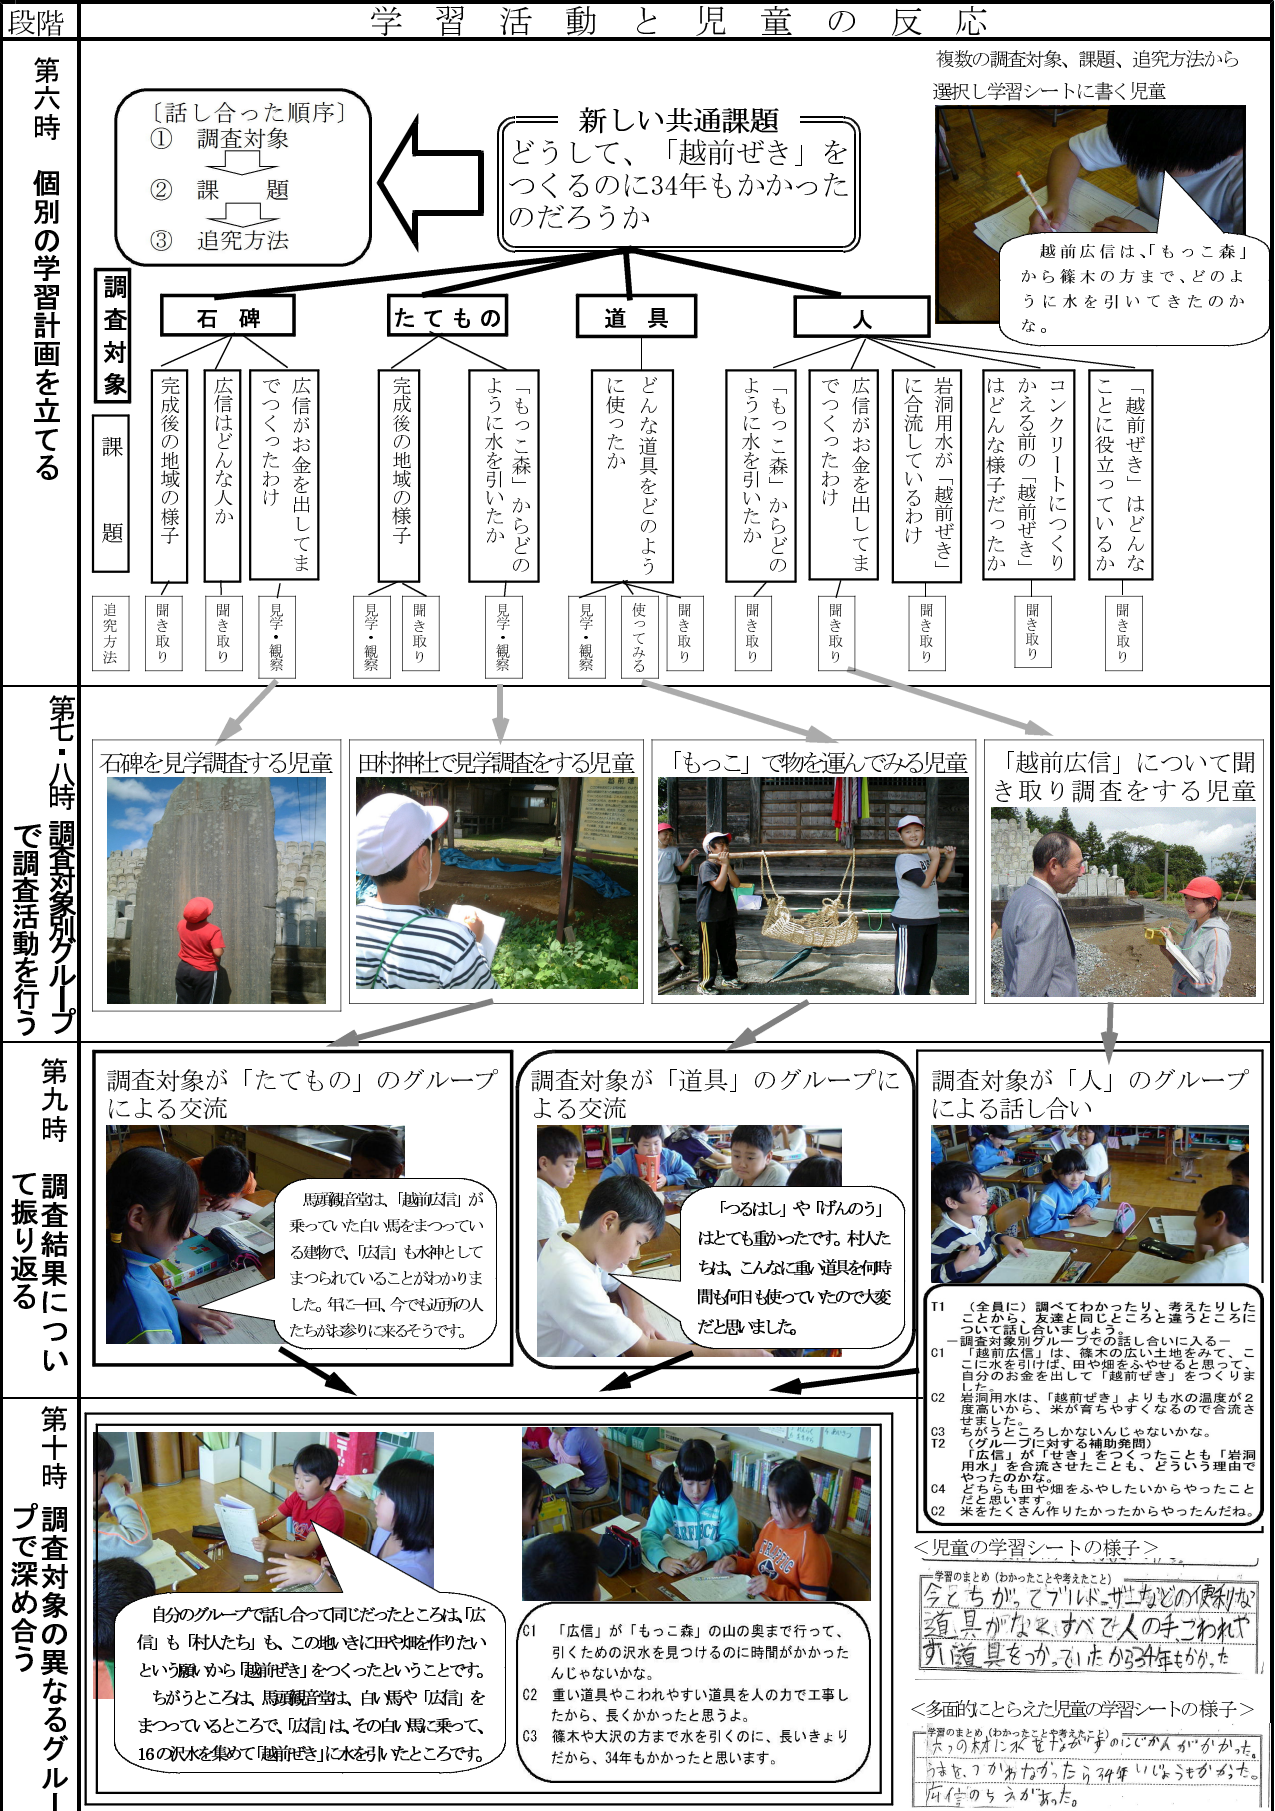 段階
学習活動と児童の反応
第六時　個別の学習計画を立てる
〔話し合った順序〕
①　調査対象
②　課　　題
③　追究方法
新しい共通課題
どうして、「越前ぜき」を
つくるのに34年もかかった
のだろうか
複数の調査対象、課題、追究方法から
選択し学習シートに書く児童
越前広信は、「もっこ森」
から篠木の方まで、どのよ
うに水を引いてきたのか
な。
調査対象
石　碑
たてもの
道　具
人
課　題
完成後の地域の様子
広信はどんな人か
広信がお金を出してま
でつくったわけ
完成後の地域の様子
「もっこ森」からどの
ように水を引いたか
どんな道具をどのよう
に使ったか
「もっこ森」からどの
ように水を引いたか
広信がお金を出してま
でつくったわけ
岩洞用水が「越前ぜき」
に合流しているわけ
コンクリートにつくり
かえる前の「越前ぜき」
はどんな様子だったか
「越前ぜき」はどんな
ことに役立っているか
追究方法
聞き取り
聞き取り
見学・観察
見学・観察
聞き取り
見学・観察
見学・観察
使ってみる
聞き取り
聞き取り
聞き取り
聞き取り
聞き取り
聞き取り
第七・八時　調査対象別グループ
で調査活動を行う
石碑を見学調査する児童
田村神社で見学調査をする児童
「もっこ」で物を運んでみる児童
「越前広信」について聞
き取り調査をする児童
第九時　調査結果につい
て振り返る
調査対象が「たてもの」のグループ
による交流
馬頭観音堂は、「越前広信」が
乗っていた白い馬をまつってい
る建物で、「広信」も水神として
まつられていることがわかりま
した。年に一回、今でも近所の人
たちがお参りに来るそうです。
調査対象が「道具」のグループに
よる交流
「つるはし」や「げんのう」
はとても重かったです。村人た
ちは、こんなに重い道具を何時
間も何日も使っていたので大変
だと思いました。
調査対象が「人」のグループ
による話し合い
T1　（全員に）調べてわかったり、考えたりした
ことから、友達と同じところと違うところに
ついて話し合いましょう。
－調査対象別グループでの話し合いに入る－
C1　「越前広信」は、篠木の広い土地をみて、こ
こに水を引けば、田や畑をふやせると思って、
自分のお金を出して「越前ぜき」をつくりま
した。
C2　岩洞用水は、「越前ぜき」よりも水の温度が２
度高いから、米が育ちやすくなるので合流さ
せました。
C3　ちがうところしかないんじゃないかな。
T2　（グループに対する補助発問）
「広信」が「せき」をつくったことも「岩洞
用水」を合流させたことも、どういう理由で
やったのかな。
C4　どちらも田や畑をふやしたいからやったこと
だと思います。
C2　米をたくさん作りたかったからやったんだね。
第十時　調査対象の異なるグルー
プで深め合う
自分のグループで話し合って同じだったところは、「広
信」も「村人たち」も、この地いきに田や畑を作りたい
という願いから「越前ぜき」をつくったということです。
ちがうところは、馬頭観音堂は、白い馬や「広信」を
まつっているところで、「広信」は、その白い馬に乗って、
16の沢水を集めて「越前ぜき」に水を引いたところです。
C1　「広信」が「もっこ森」の山の奥まで行って、
引くための沢水を見つけるのに時間がかかった
んじゃないかな。
C2　重い道具やこわれやすい道具を人の力で工事し
たから、長くかかったと思うよ。
C3　篠木や大沢の方まで水を引くのに、長いきょり
だから、34年もかかったと思います。
＜児童の学習シートの様子＞
学習のまとめ（わかったことや考えたこと）
今とちがってブルドーザーなどの便利な
道具がなく、すべて人の手でこわれや
すい道具をつかっていたから34年もかかった
＜多面的にとらえた児童の学習シートの様子＞
学習のまとめ（わかったことや考えたこと）
の村に水をながすのにじかんがかかった。
うまをつかわなかったら34年いじょうもかかった。
広信のちえがあった。